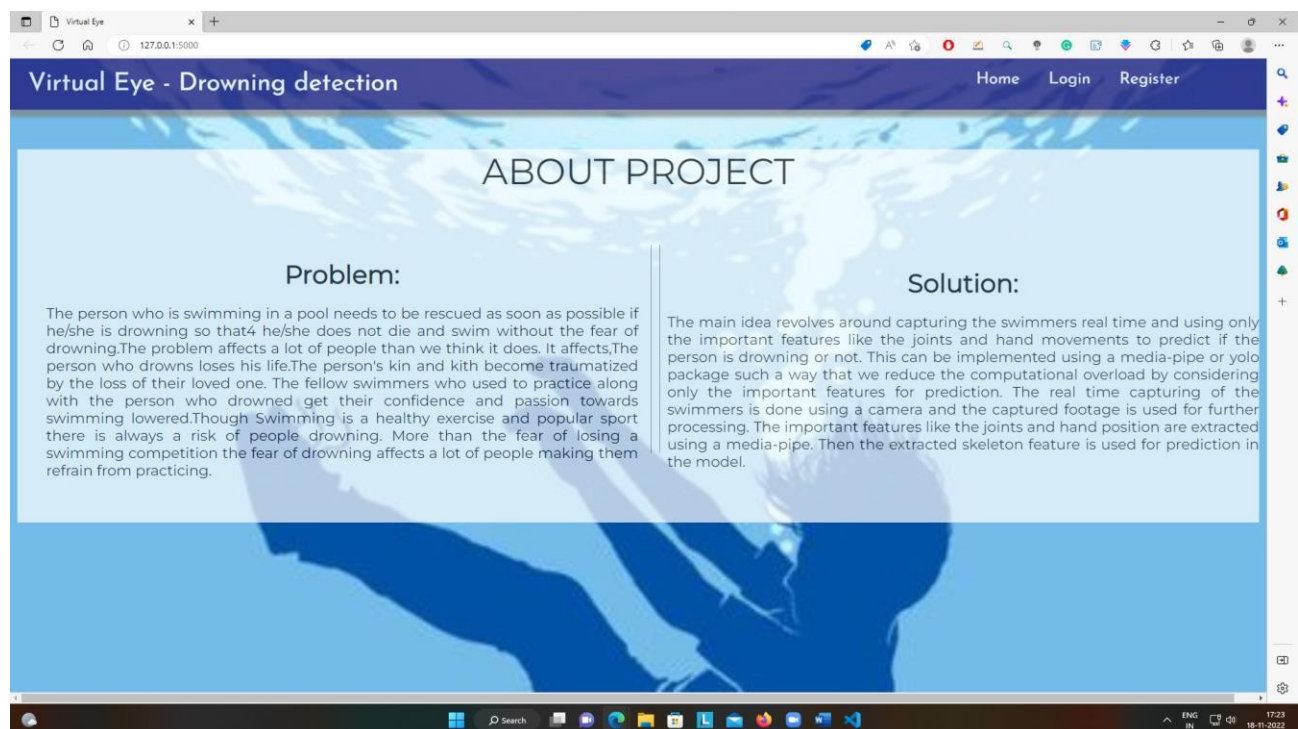 Virtual Eye
127.0.0.1:5000
Virtual Eye - Drowning detection
Home Login Register
ABOUT PROJECT
Problem:
The person who is swimming in a pool needs to be rescued as soon as possible if
he/she is drowning so that4 he/she does not die and swim without the fear of
drowning.The problem affects a lot of people than we think it does. It affects,The
person who drowns loses his life.The person's kin and kith become traumatized
by the loss of their loved one. The fellow swimmers who used to practice along
with the person who drowned get their confidence and passion towards
swimming lowered.Though Swimming is a healthy exercise and popular sport
there is always a risk of people drowning. More than the fear of losing a
swimming competition the fear of drowning affects a lot of people making them
refrain from practicing.
Solution:
The main idea revolves around capturing the swimmers real time and using only
the important features like the joints and hand movements to predict if the
person is drowning or not. This can be implemented using a media-pipe or yolo
package such a way that we reduce the computational overload by considering
only the important features for prediction. The real time capturing of the
swimmers is done using a camera and the captured footage is used for further
processing. The important features like the joints and hand position are extracted
using a media-pipe. Then the extracted skeleton feature is used for prediction in
the model.
Search
ENG
IN
17:23
18-11-2022